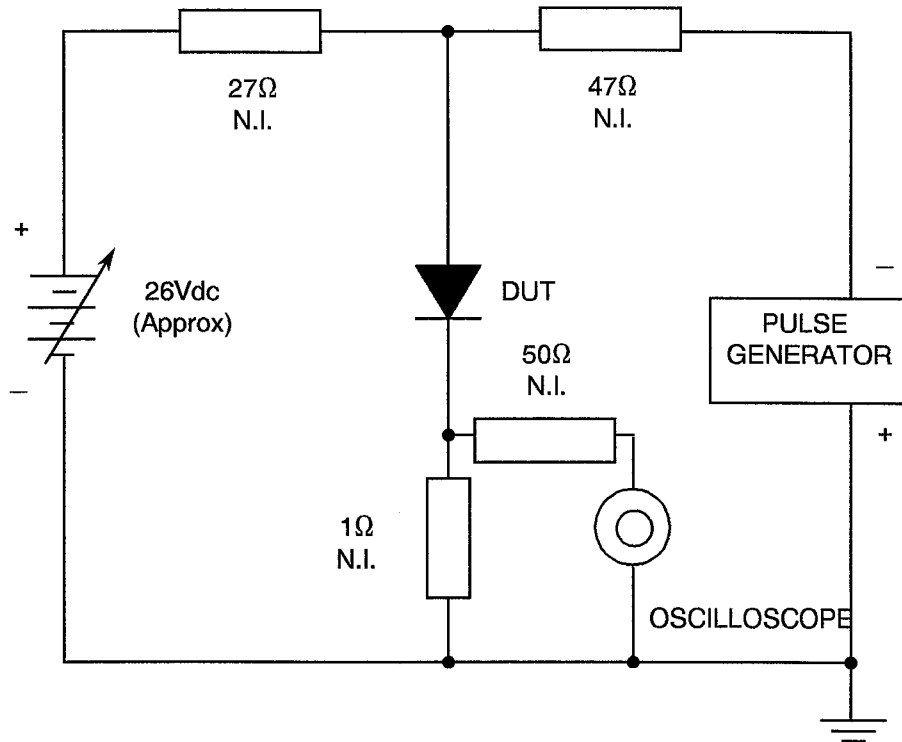 27Ω
N.I.
47Ω
N.I.
+
26Vdc
(Approx)
−
DUT
50Ω
N.I.
−
PULSE
GENERATOR
+
1Ω
N.I.
OSCILLOSCOPE